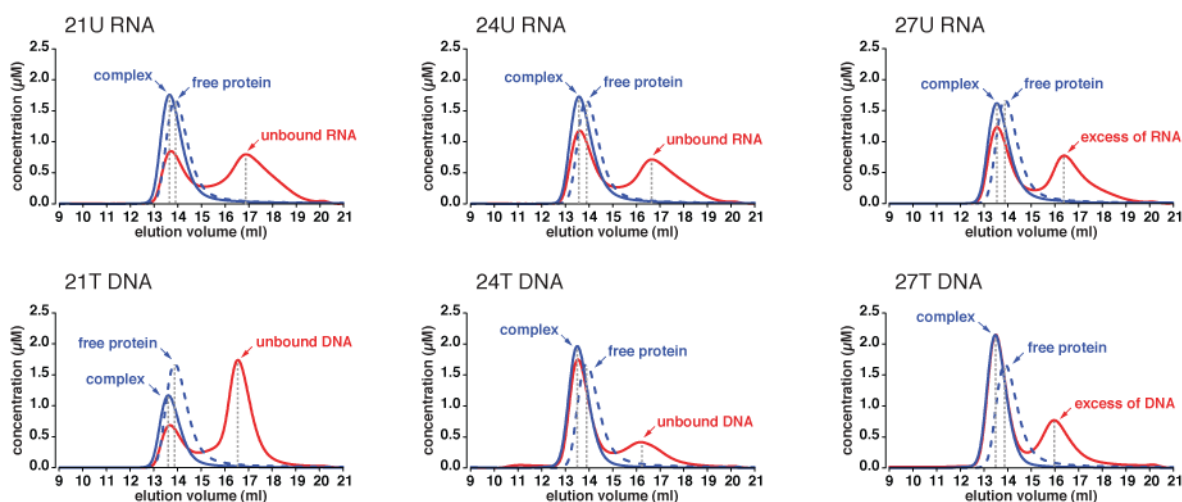 21U RNA
concentration (µM)
2.5
2.0
1.5
1.0
0.5
0.0
complex
free protein
unbound RNA
9 10 11 12 13 14 15 16 17 18 19 20 21
elution volume (ml)
24U RNA
concentration (µM)
2.5
2.0
1.5
1.0
0.5
0.0
complex
free protein
unbound RNA
9 10 11 12 13 14 15 16 17 18 19 20 21
elution volume (ml)
27U RNA
concentration (µM)
2.5
2.0
1.5
1.0
0.5
0.0
complex
free protein
excess of RNA
9 10 11 12 13 14 15 16 17 18 19 20 21
elution volume (ml)
21T DNA
concentration (µM)
2.5
2.0
1.5
1.0
0.5
0.0
free protein
unbound DNA
complex
9 10 11 12 13 14 15 16 17 18 19 20 21
elution volume (ml)
24T DNA
concentration (µM)
2.5
2.0
1.5
1.0
0.5
0.0
complex
free protein
unbound DNA
9 10 11 12 13 14 15 16 17 18 19 20 21
elution volume (ml)
27T DNA
concentration (µM)
2.5
2.0
1.5
1.0
0.5
0.0
complex
free protein
excess of DNA
9 10 11 12 13 14 15 16 17 18 19 20 21
elution volume (ml)